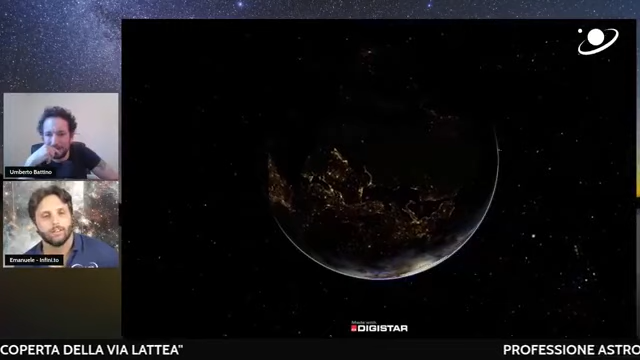 Umberto Battino
Emanuele - Infini.to
DIGISTAR
COPERTA DELLA VIA LATTEA"
PROFESSIONE ASTRO